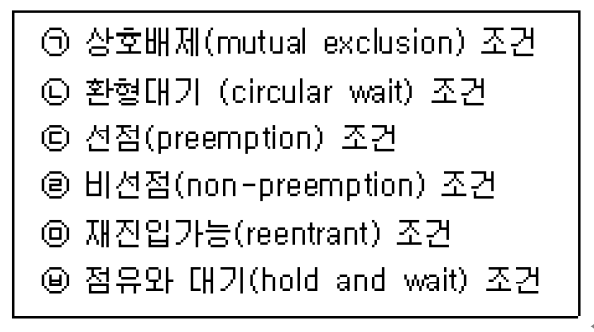 ㉠ 상호배제(mutual exclusion) 조건
㉡ 환형대기 (circular wait) 조건
㉢ 선점(preemption) 조건
㉣ 비선점(non-preemption) 조건
㉤ 재진입가능(reentrant) 조건
㉥ 점유와 대기(hold and wait) 조건